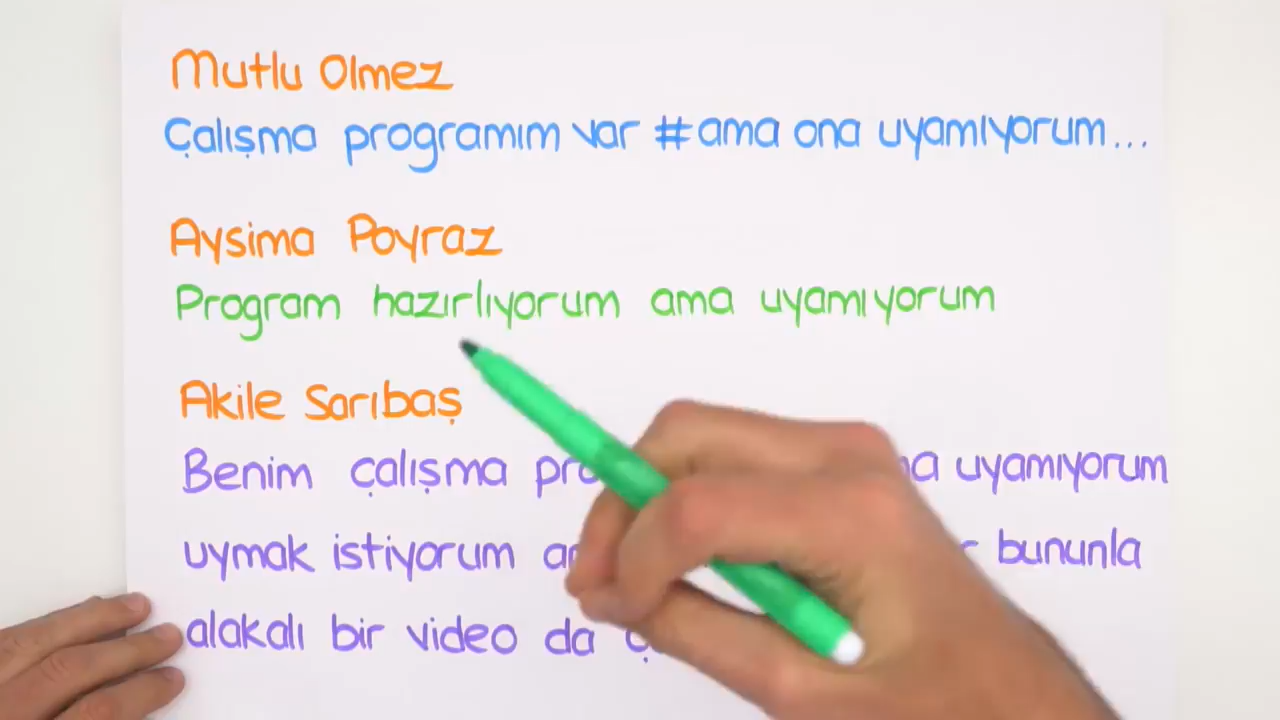 Mutlu Olmez
Çalışma programım var #ama ona uyamıyorum...
Aysima Poyraz
Program hazırlıyorum ama uyamıyorum
Akile Sarıbaş
Benim çalışma uyamıyorum
uymak istiyorum bununla
alakalı bir video da